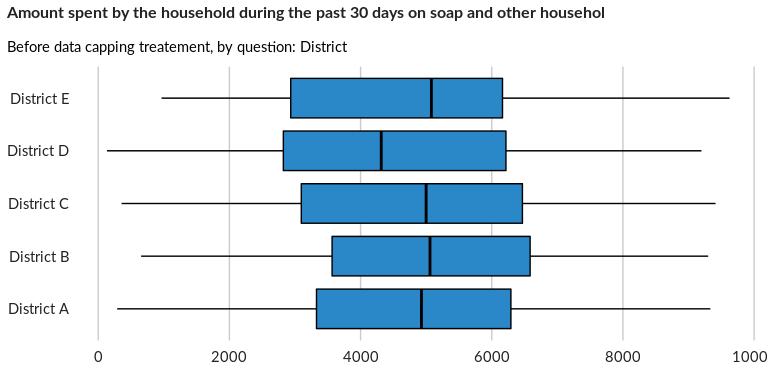 Amount spent by the household during the past 30 days on soap and other househol
Before data capping treatement, by question: District
District E
District D
District C
District B
District A
0 2000 4000 6000 8000 1000